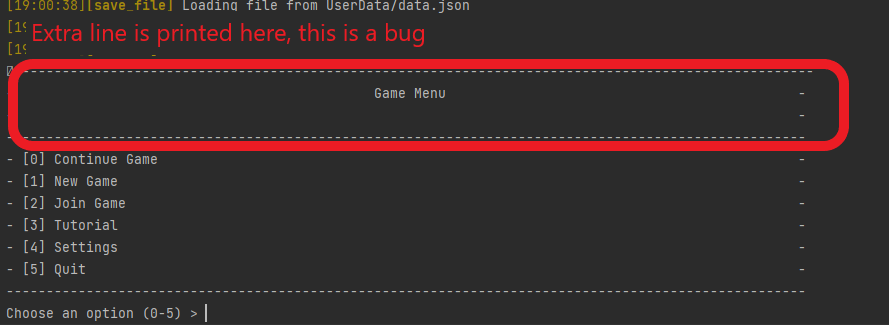 [19:00:38][save_file] Loading file from UserData/data.json
[19
Extra line is printed here, this is a bug
[19
--------------------------------------------------------------------------------------------------
Game Menu -
-
----------------------------------------------------------------------------------------------------
- [0] Continue Game -
- [1] New Game -
- [2] Join Game -
- [3] Tutorial -
- [4] Settings -
- [5] Quit -
----------------------------------------------------------------------------------------------------
Choose an option (0-5) >